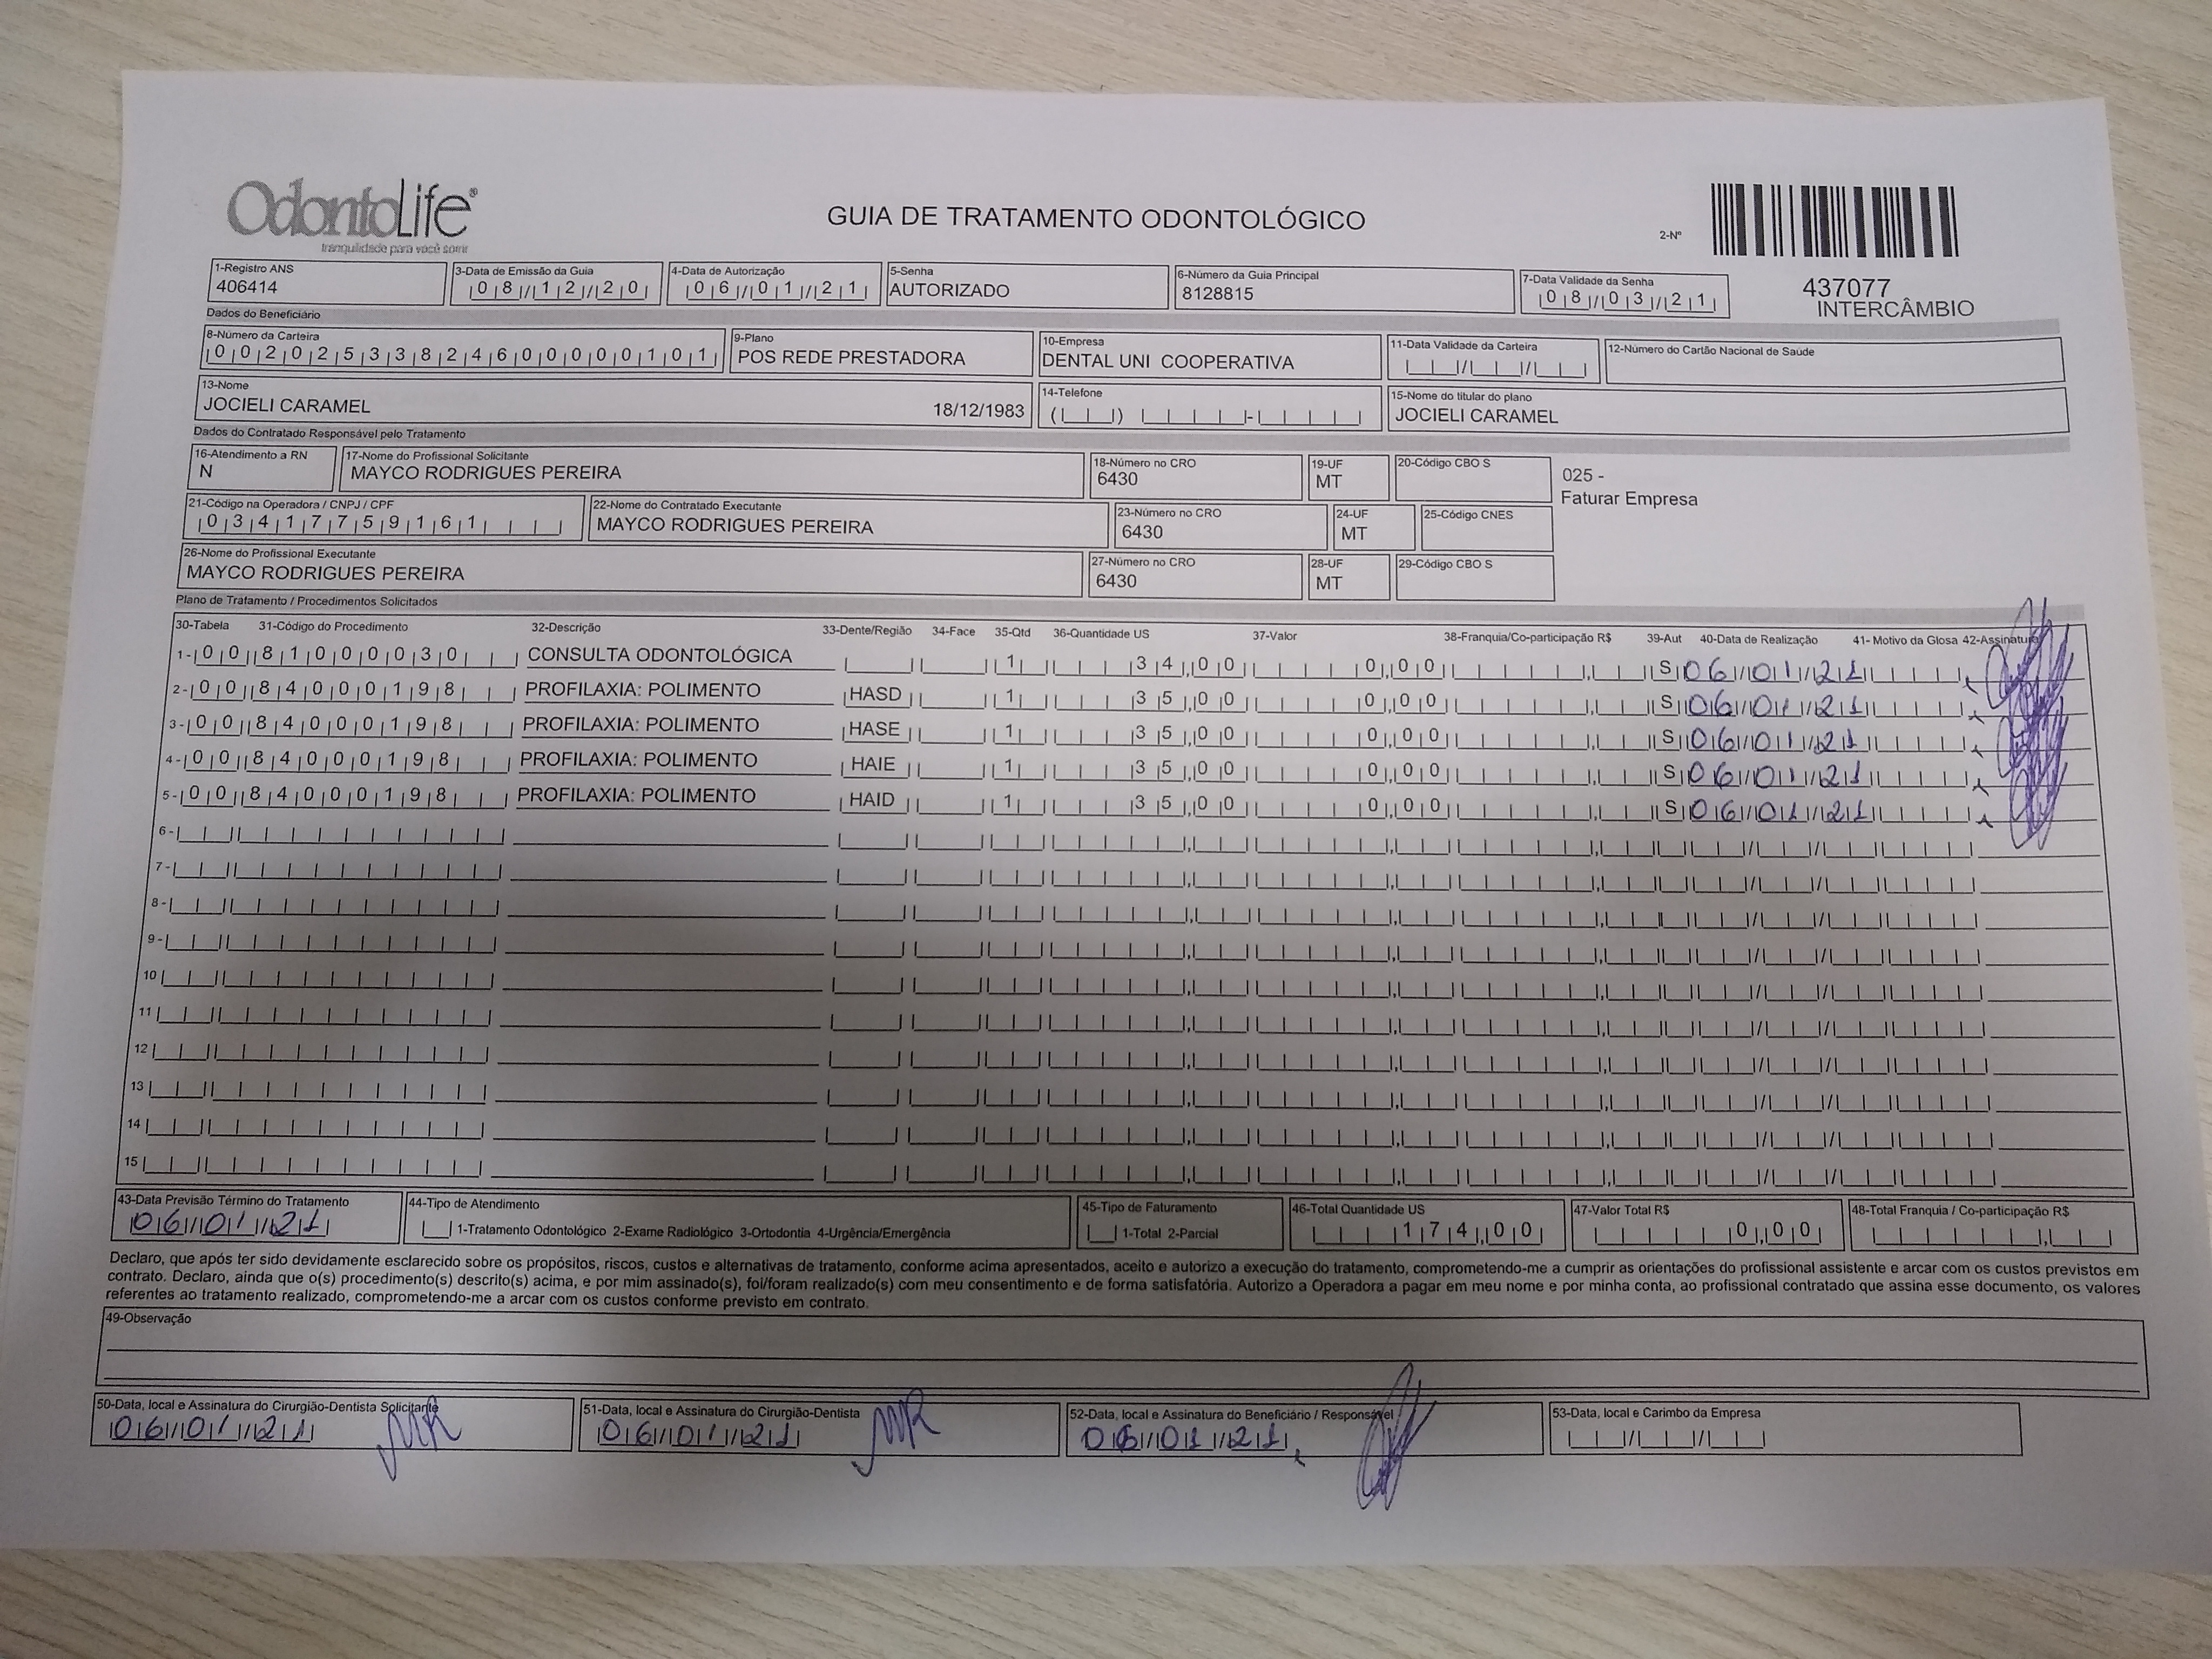 OdontoLife®
tranquilidade para você sorrir
GUIA DE TRATAMENTO ODONTOLÓGICO
2-Nº
437077
INTERCÂMBIO
1-Registro ANS
406414
3-Data de Emissão da Guia
08/12/20
4-Data de Autorização
06/01/21
5-Senha
AUTORIZADO
6-Número da Guia Principal
8128815
7-Data Validade da Senha
08/03/21
Dados do Beneficiário
8-Número da Carteira
00202533824600000101
9-Plano
POS REDE PRESTADORA
10-Empresa
DENTAL UNI COOPERATIVA
11-Data Validade da Carteira
12-Número do Cartão Nacional de Saúde
13-Nome
JOCIELI CARAMEL 18/12/1983
14-Telefone
15-Nome do titular do plano
JOCIELI CARAMEL
Dados do Contratado Responsável pelo Tratamento
16-Atendimento a RN
N
17-Nome do Profissional Solicitante
MAYCO RODRIGUES PEREIRA
18-Número no CRO
6430
19-UF
MT
20-Código CBO S
025 -
Faturar Empresa
21-Código na Operadora / CNPJ / CPF
03417759161
22-Nome do Contratado Executante
MAYCO RODRIGUES PEREIRA
23-Número no CRO
6430
24-UF
MT
25-Código CNES
26-Nome do Profissional Executante
MAYCO RODRIGUES PEREIRA
27-Número no CRO
6430
28-UF
MT
29-Código CBO S
Plano de Tratamento / Procedimentos Solicitados
30-Tabela 31-Código do Procedimento 32-Descrição 33-Dente/Região 34-Face 35-Qtd 36-Quantidade US 37-Valor 38-Franquia/Co-participação R$ 39-Aut 40-Data de Realização 41- Motivo da Glosa 42-Assinatura
1- 00 81000030 CONSULTA ODONTOLÓGICA 1 34,00 0,00 S 06/01/21
2- 00 84000198 PROFILAXIA: POLIMENTO HASD 1 35,00 0,00 S 06/01/21
3- 00 84000198 PROFILAXIA: POLIMENTO HASE 1 35,00 0,00 S 06/01/21
4- 00 84000198 PROFILAXIA: POLIMENTO HAIE 1 35,00 0,00 S 06/01/21
5- 00 84000198 PROFILAXIA: POLIMENTO HAID 1 35,00 0,00 S 06/01/21
6-
7-
8-
9-
10
11
12
13
14
15
43-Data Previsão Término do Tratamento
06/01/21
44-Tipo de Atendimento
1-Tratamento Odontológico 2-Exame Radiológico 3-Ortodontia 4-Urgência/Emergência
45-Tipo de Faturamento
1-Total 2-Parcial
46-Total Quantidade US
174,00
47-Valor Total R$
0,00
48-Total Franquia / Co-participação R$
Declaro, que após ter sido devidamente esclarecido sobre os propósitos, riscos, custos e alternativas de tratamento, conforme acima apresentados, aceito e autorizo a execução do tratamento, comprometendo-me a cumprir as orientações do profissional assistente e arcar com os custos previstos em
contrato. Declaro, ainda que o(s) procedimento(s) descrito(s) acima, e por mim assinado(s), foi/foram realizado(s) com meu consentimento e de forma satisfatória. Autorizo a Operadora a pagar em meu nome e por minha conta, ao profissional contratado que assina esse documento, os valores
referentes ao tratamento realizado, comprometendo-me a arcar com os custos conforme previsto em contrato.
49-Observação
50-Data, local e Assinatura do Cirurgião-Dentista Solicitante
06/01/21
51-Data, local e Assinatura do Cirurgião-Dentista
06/01/21
52-Data, local e Assinatura do Beneficiário / Responsável
06/01/21
53-Data, local e Carimbo da Empresa